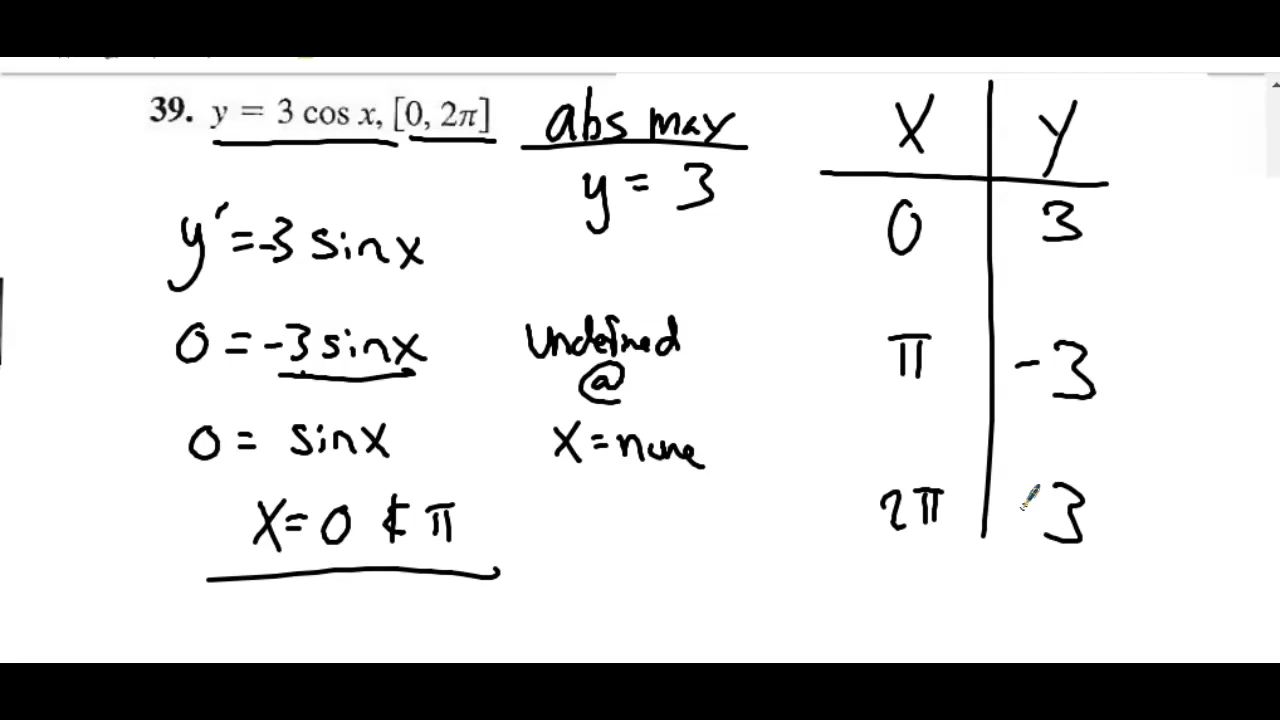 39. y = 3 cos x, [0, 2π]
abs max
y = 3
y' = -3 sin x
0 = -3 sin x
0 = sin x
x = 0 & π
undefined
@
x = none
X Y
0 3
π -3
2π 3